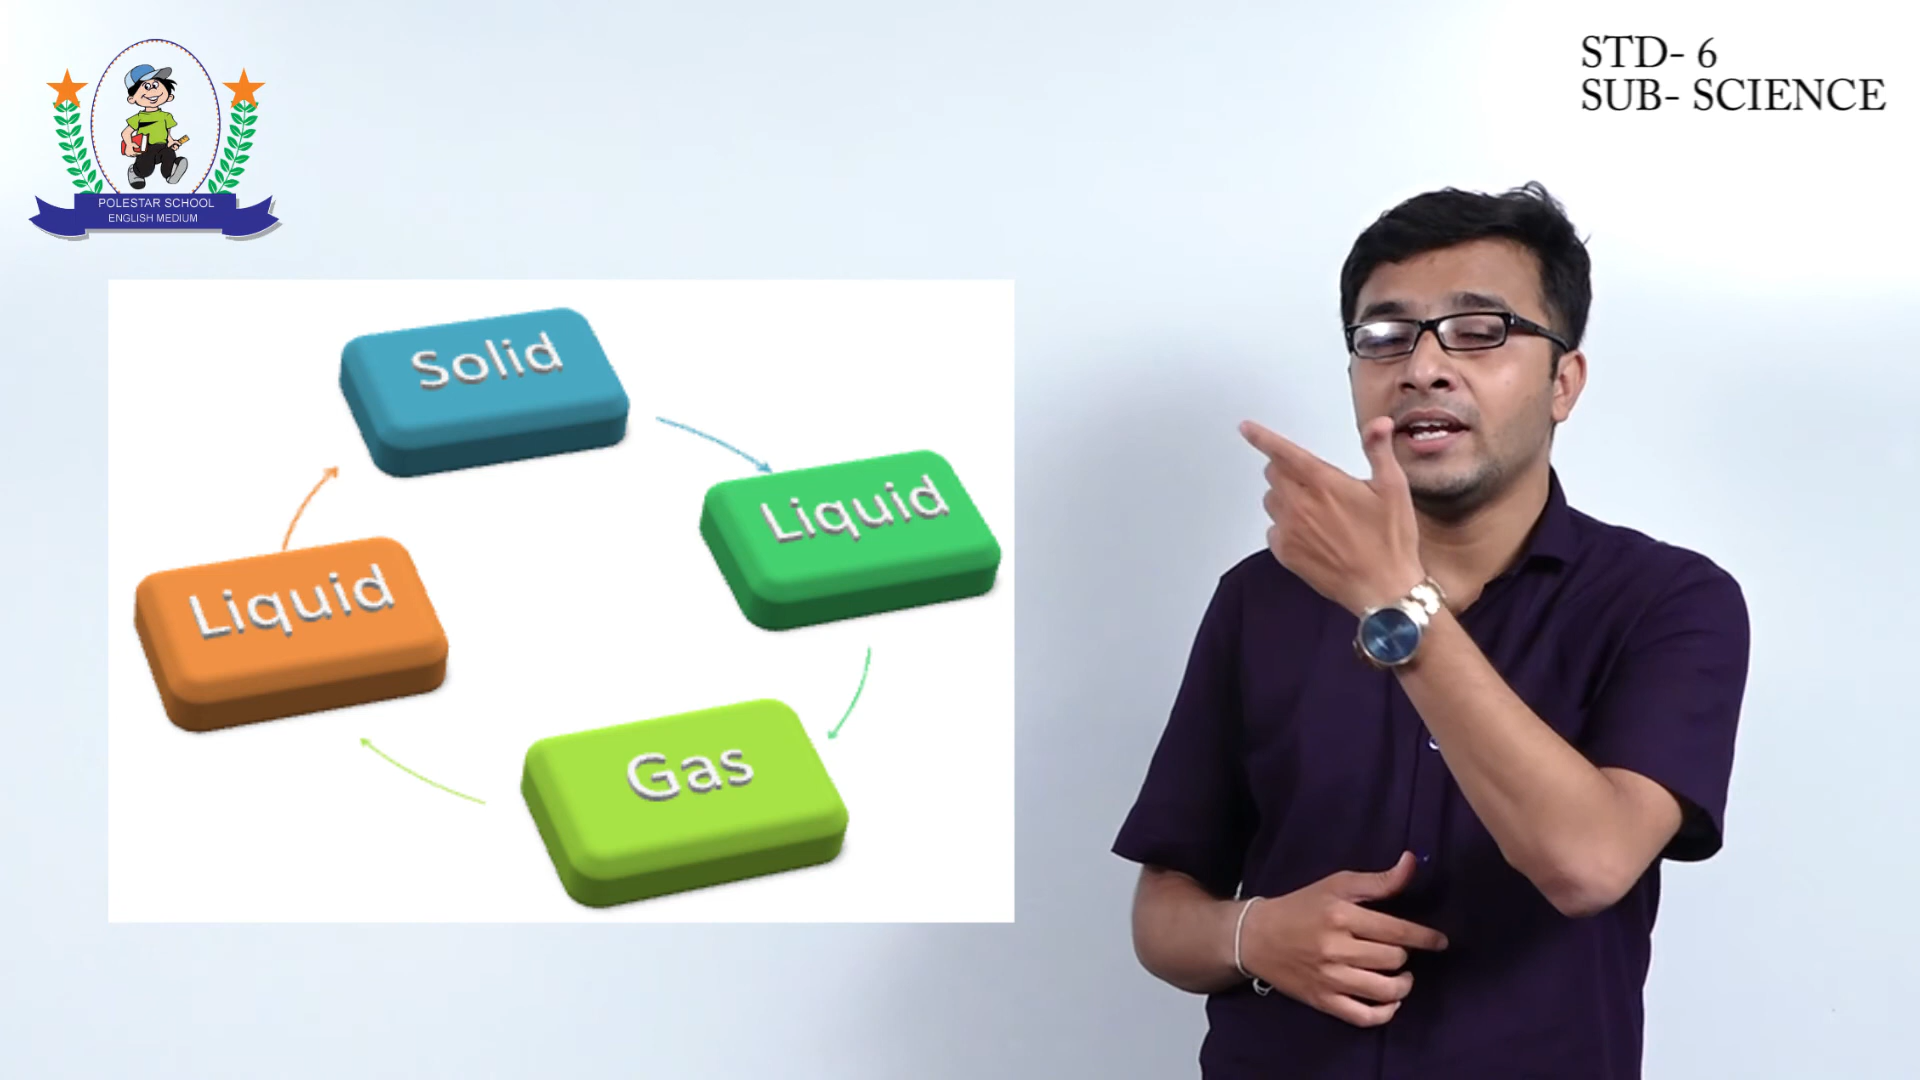 POLESTAR SCHOOL
ENGLISH MEDIUM
STD- 6
SUB- SCIENCE
Solid
Liquid
Liquid
Gas